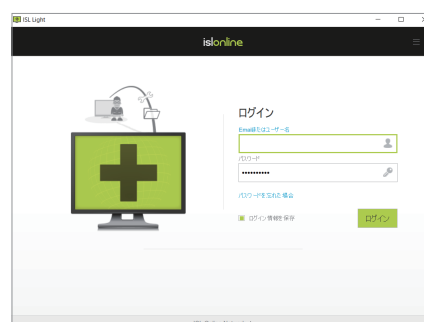 ISL Light
islonline
ログイン
Emailまたはユーザー名
パスワード
パスワードを忘れた場合
ログイン情報を保存
ログイン